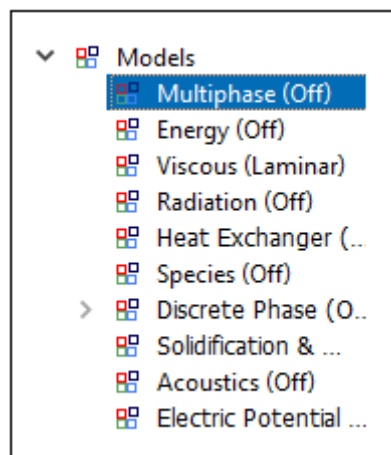 Models
Multiphase (Off)
Energy (Off)
Viscous (Laminar)
Radiation (Off)
Heat Exchanger (...
Species (Off)
Discrete Phase (O...
Solidification & ...
Acoustics (Off)
Electric Potential ...